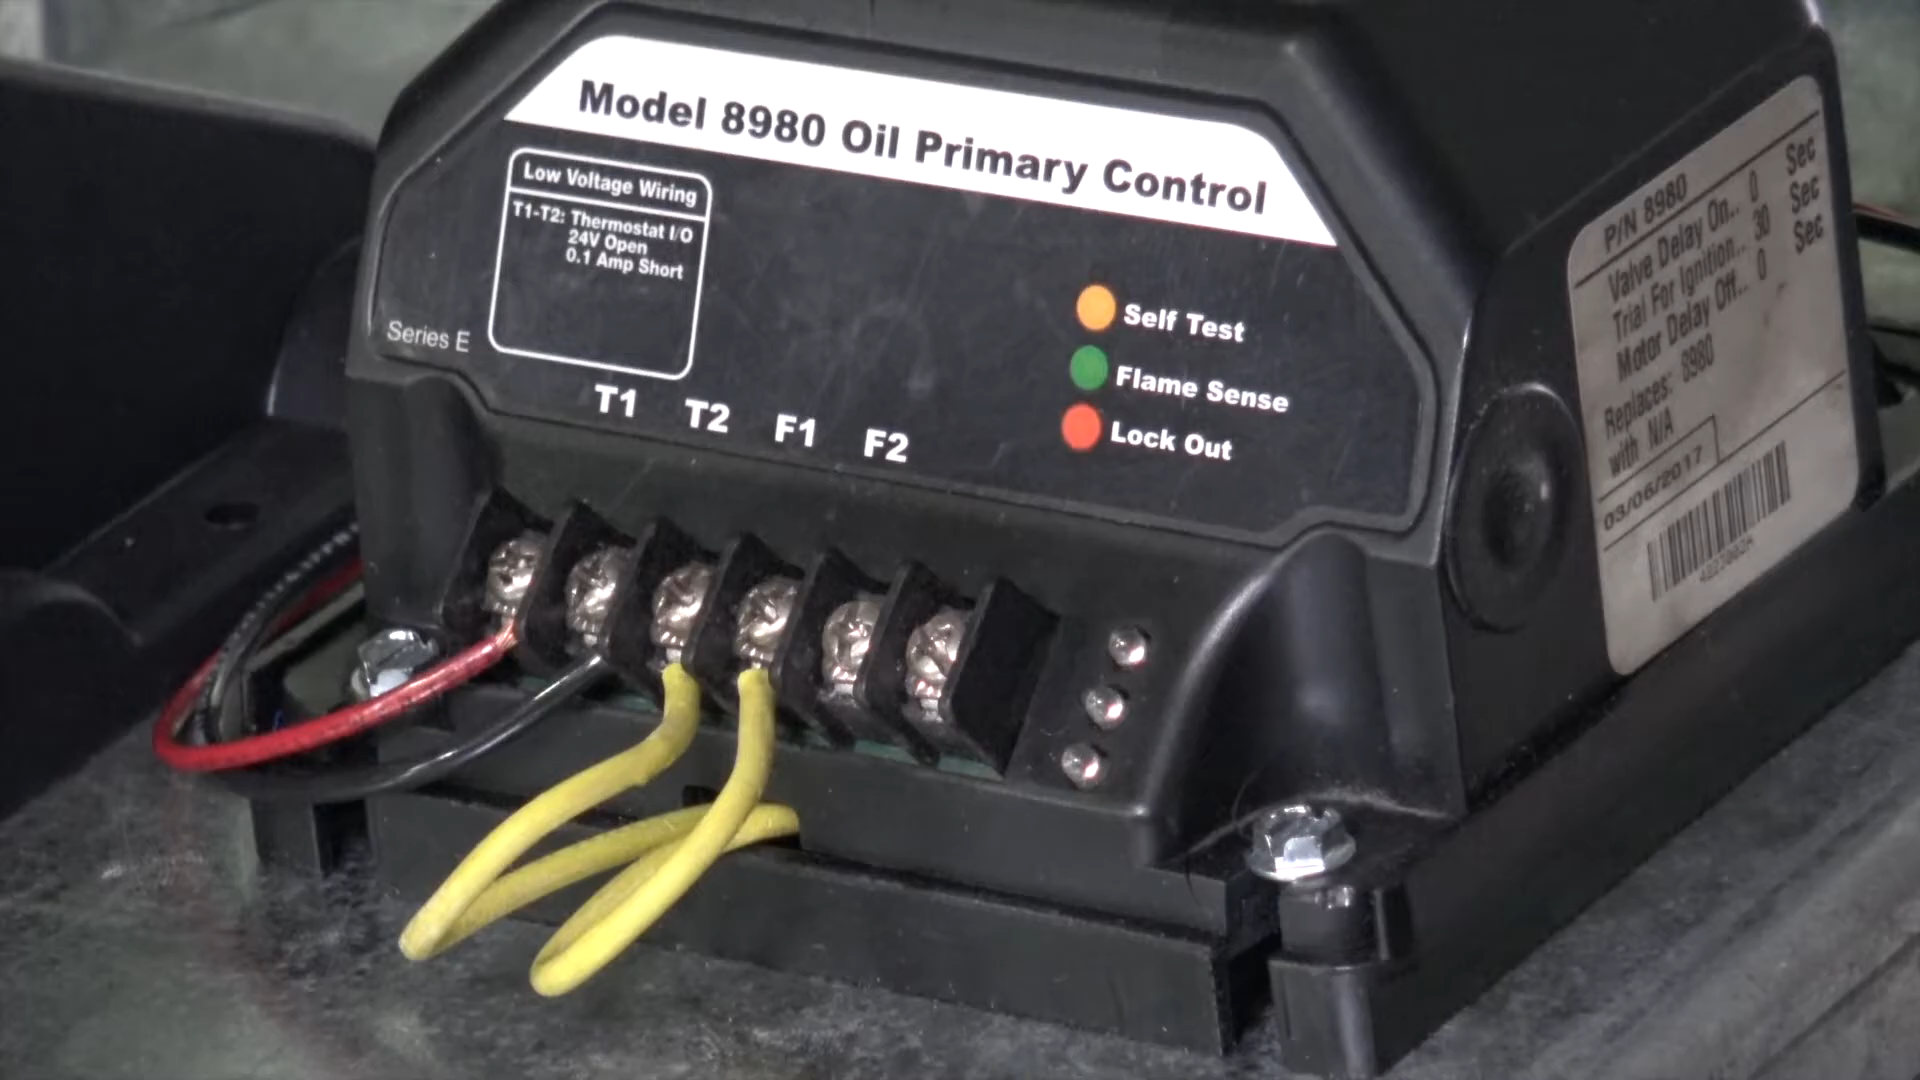 Model 8980 Oil Primary Control
Low Voltage Wiring
T1-T2: Thermostat I/O
24V Open
0.1 Amp Short
Series E
T1 T2 F1 F2
Self Test
Flame Sense
Lock Out
P/N 8980
Valve Delay On.. 0 Sec
Trial For Ignition.. 30 Sec
Motor Delay Off.. 0 Sec
Replaces: 8980
with N/A
03/06/2017